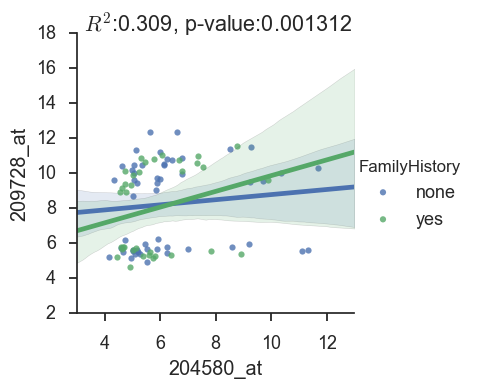 R²:0.309, p-value:0.001312
18
16
14
12
10
8
6
4
2
209728_at
4 6 8 10 12
204580_at
FamilyHistory
none
yes